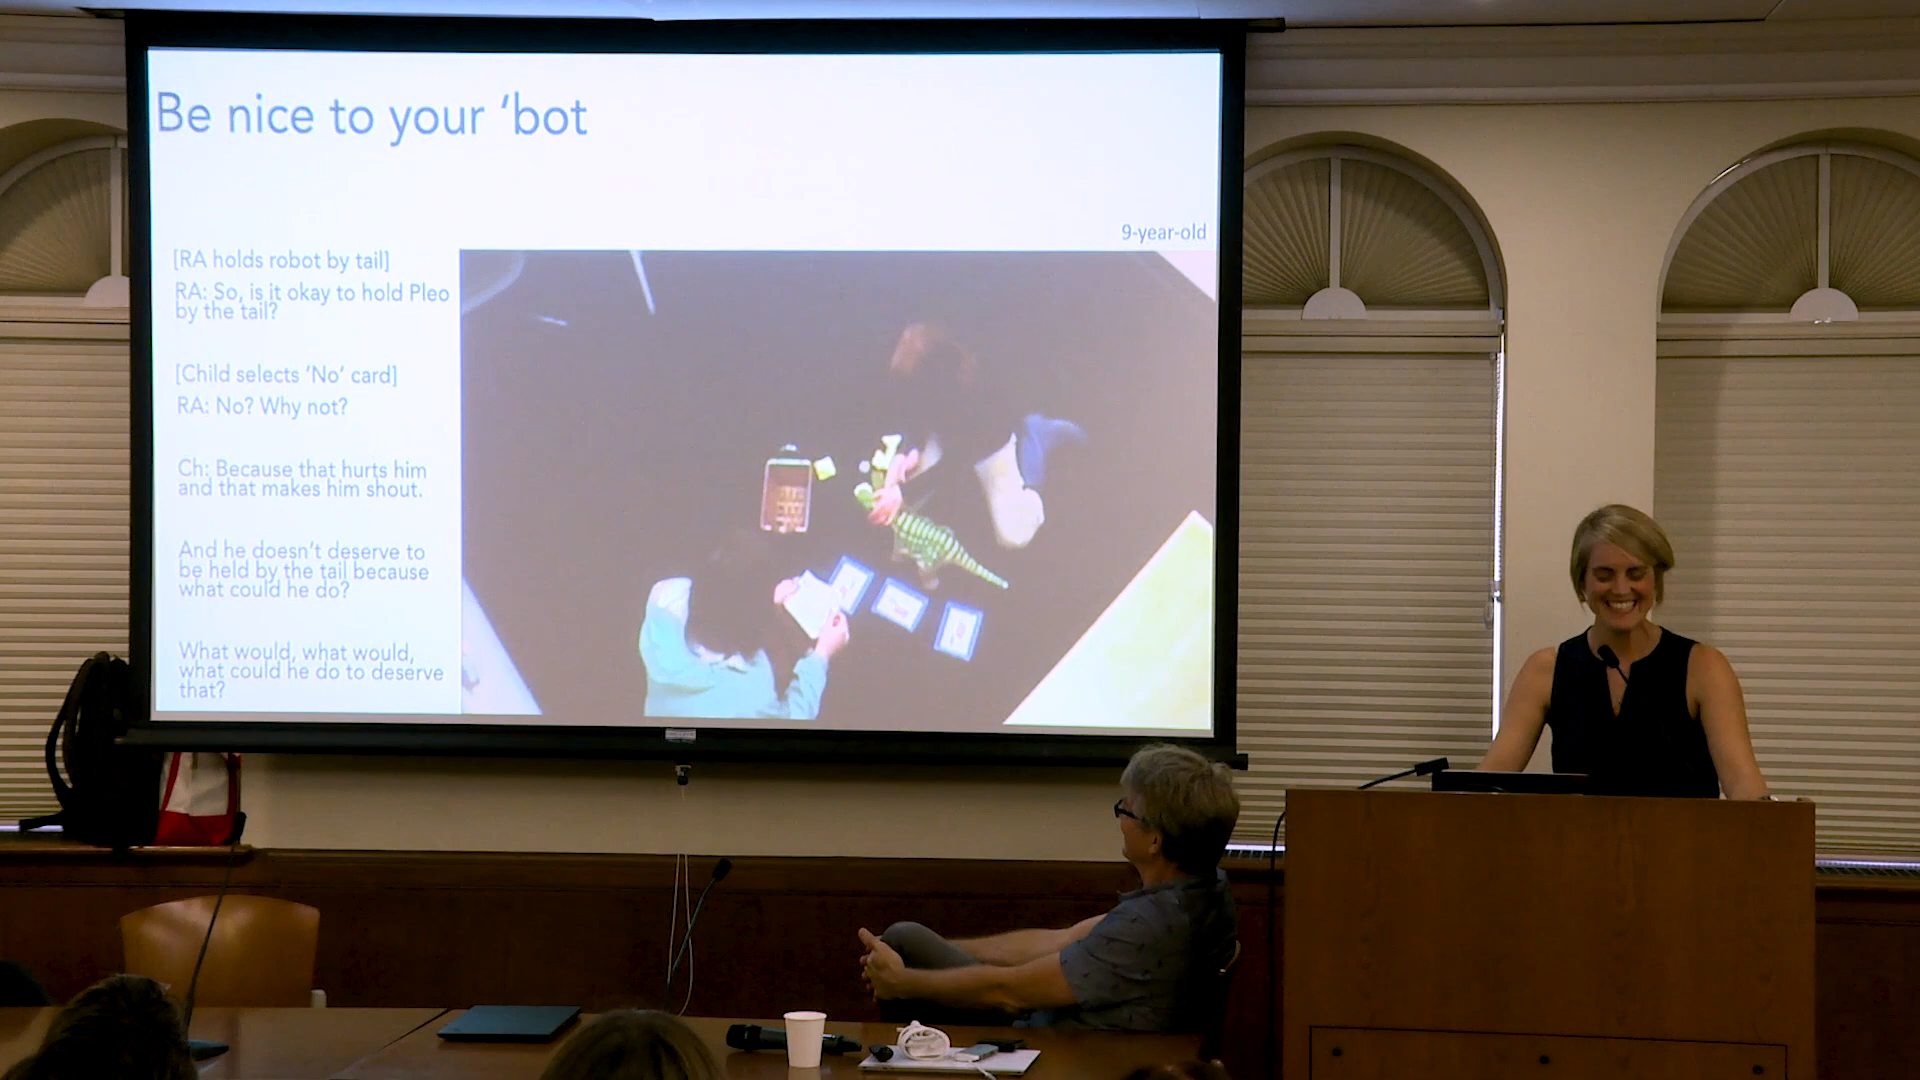 Be nice to your ‘bot
9-year-old
[RA holds robot by tail]
RA: So, is it okay to hold Pleo
by the tail?
[Child selects ‘No’ card]
RA: No? Why not?
Ch: Because that hurts him
and that makes him shout.
And he doesn’t deserve to
be held by the tail because
what could he do?
What would, what would,
what could he do to deserve
that?